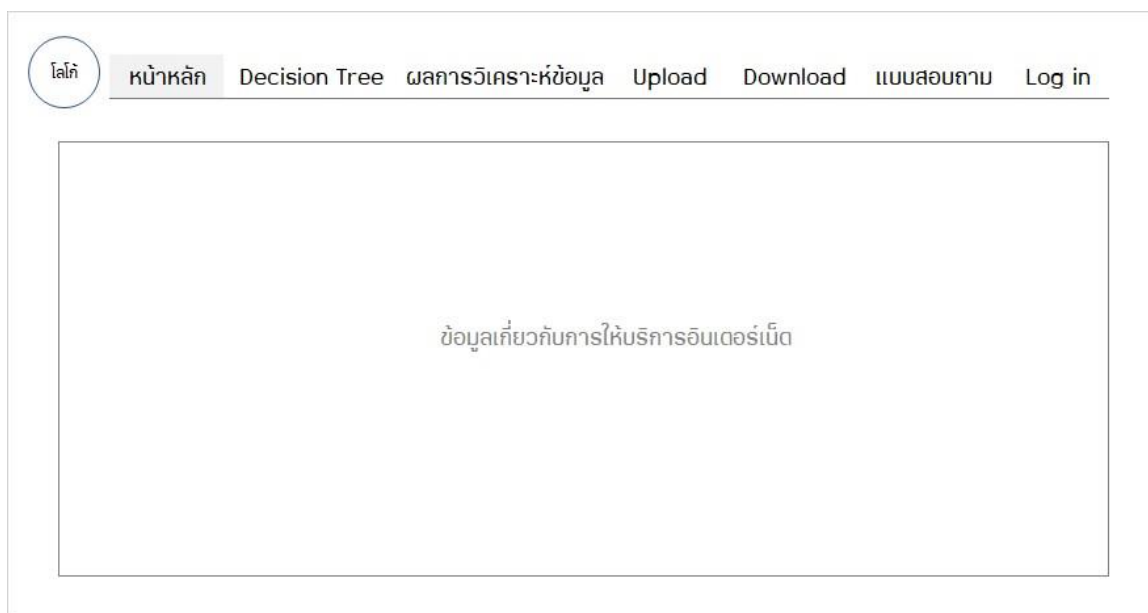 โลโก้
หน้าหลัก Decision Tree ผลการวิเคราะห์ข้อมูล Upload Download แบบสอบถาม Log in
ข้อมูลเกี่ยวกับการให้บริการอินเตอร์เน็ต